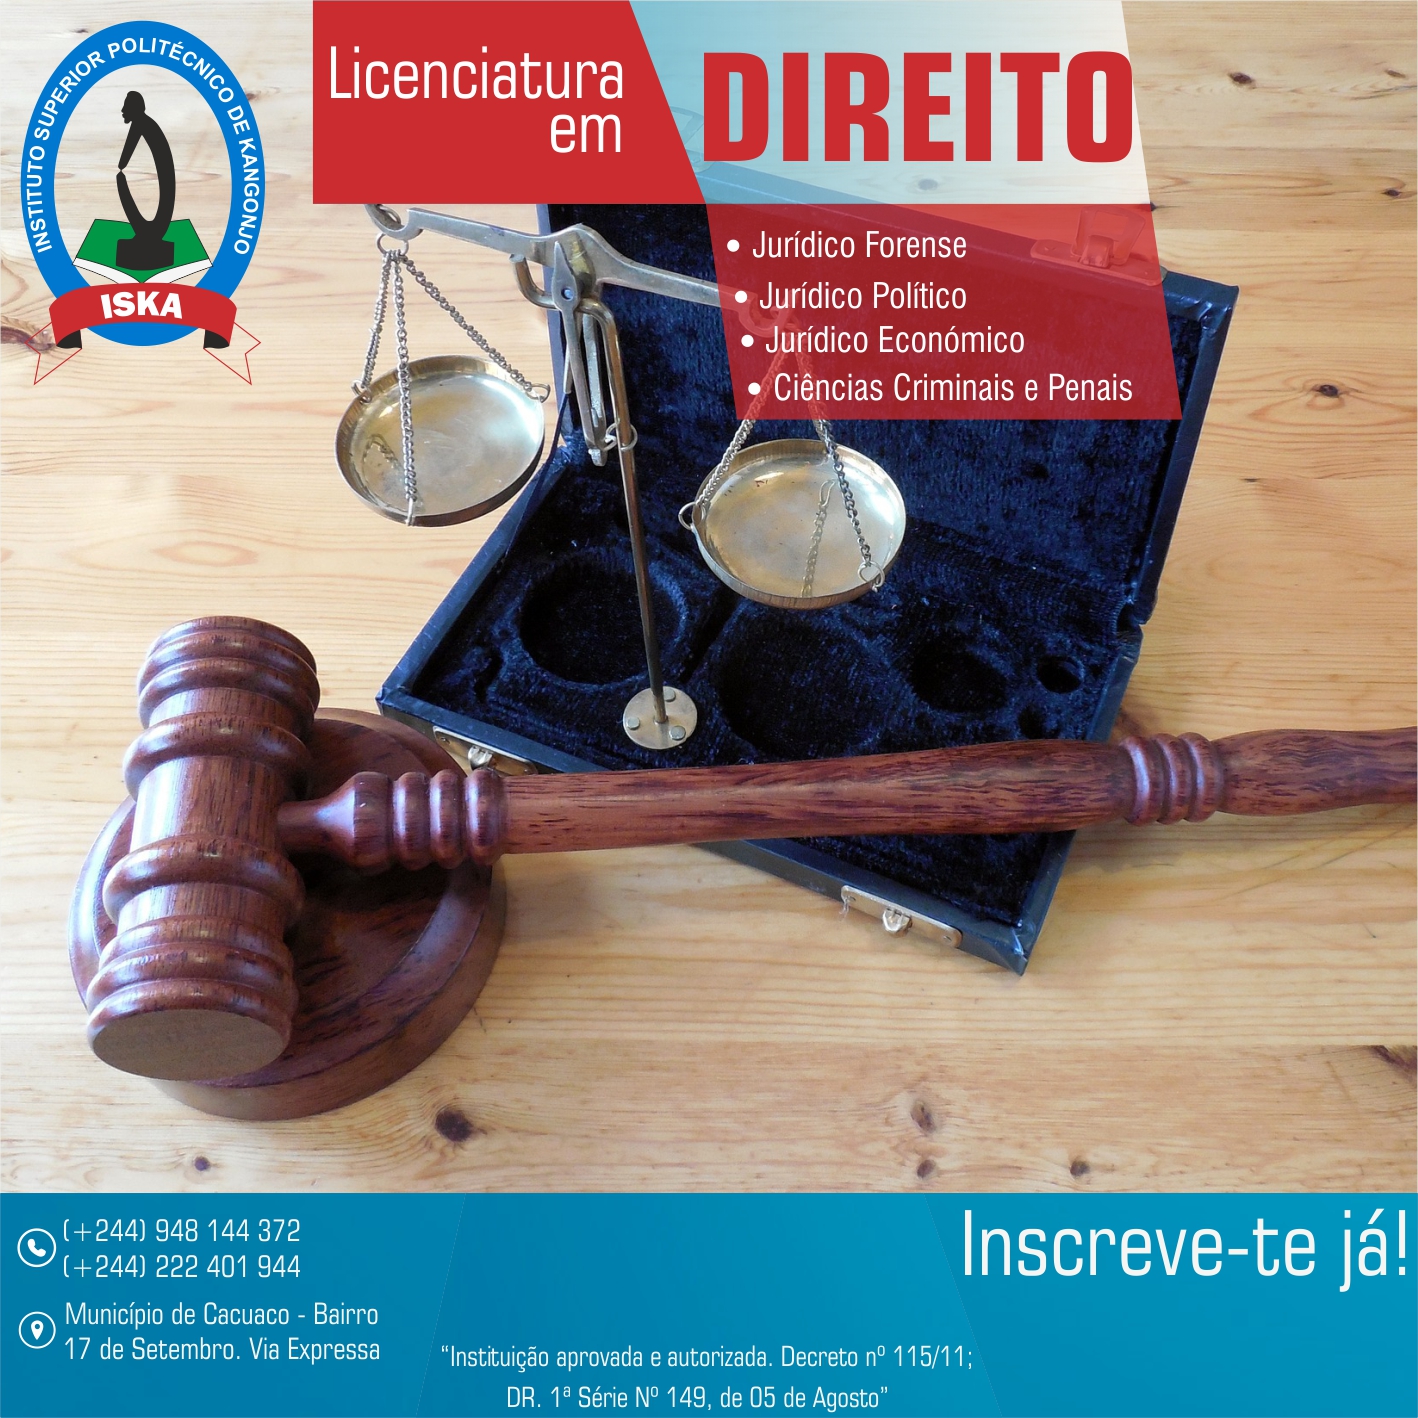 INSTITUTO SUPERIOR POLITÉCNICO DE KANGONJO
ISKA
Licenciatura
em
DIREITO
• Jurídico Forense
• Jurídico Político
• Jurídico Económico
• Ciências Criminais e Penais
(+244) 948 144 372
(+244) 222 401 944
Município de Cacuaco - Bairro
17 de Setembro. Via Expressa
“Instituição aprovada e autorizada. Decreto nº 115/11;
DR. 1ª Série Nº 149, de 05 de Agosto”
Inscreve-te já!